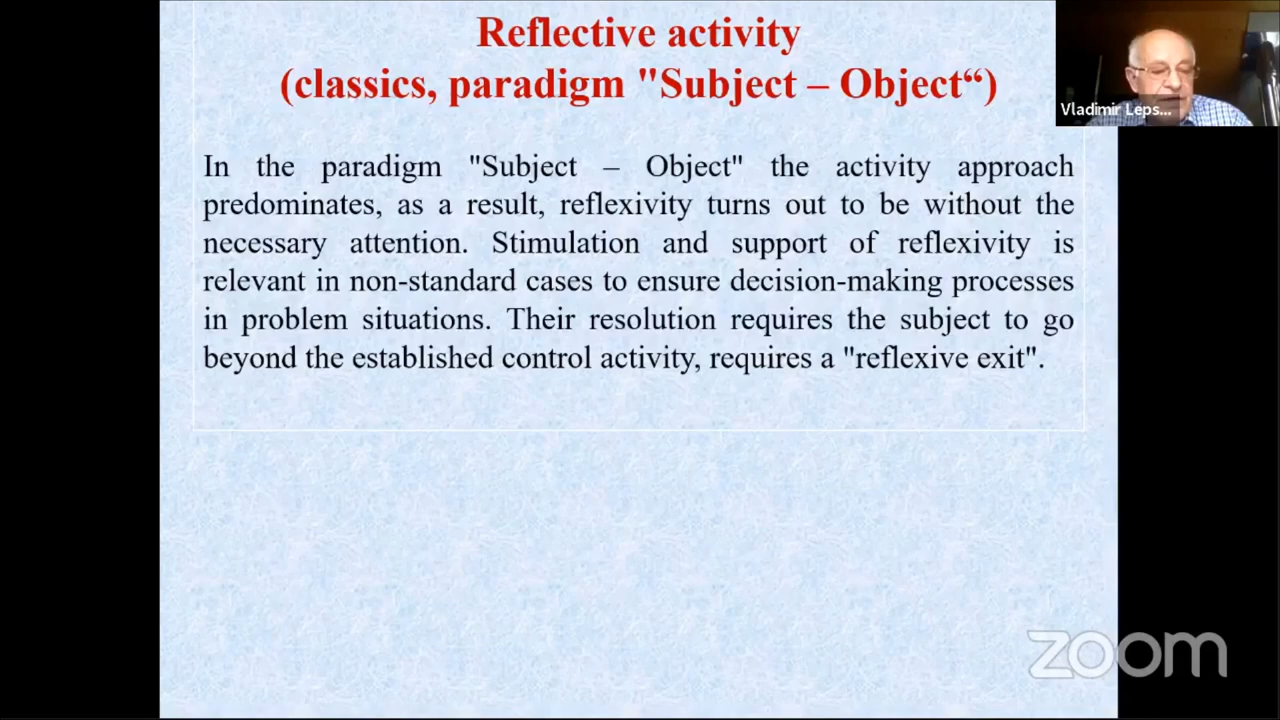 Reflective activity
(classics, paradigm "Subject – Object“)
Vladimir Leps...
In the paradigm "Subject – Object" the activity approach
predominates, as a result, reflexivity turns out to be without the
necessary attention. Stimulation and support of reflexivity is
relevant in non-standard cases to ensure decision-making processes
in problem situations. Their resolution requires the subject to go
beyond the established control activity, requires a "reflexive exit".
zoom